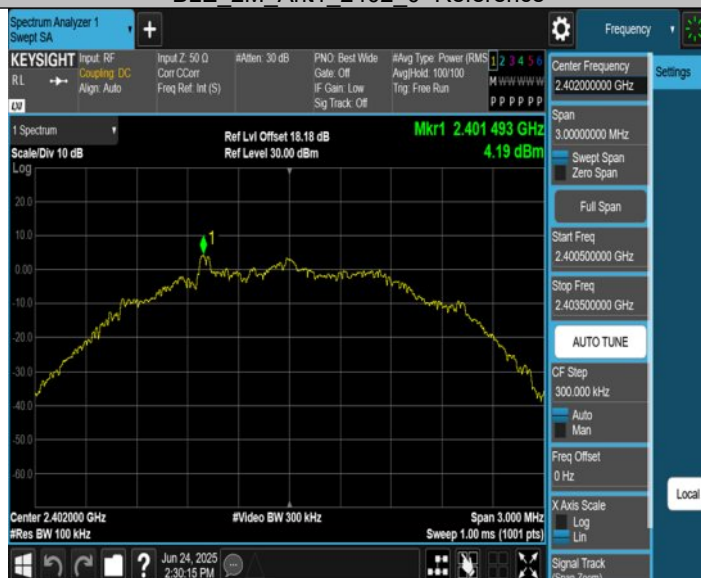 Spectrum Analyzer 1
Swept SA
+
Frequency
KEYSIGHT
RL
Input: RF
Coupling: DC
Align: Auto
Input Z: 50 Ω
Corr CCorr
Freq Ref: Int (S)
#Atten: 30 dB
PNO: Best Wide
Gate: Off
IF Gain: Low
Sig Track: Off
#Avg Type: Power (RMS
Avg|Hold: 100/100
Trig: Free Run
1 2 3 4 5 6
M W W W W W
P P P P P P
1 Spectrum
Scale/Div 10 dB
Log
Ref Lvl Offset 18.18 dB
Ref Level 30.00 dBm
Mkr1 2.401 493 GHz
4.19 dBm
1
20.0
10.0
0.00
-10.0
-20.0
-30.0
-40.0
-50.0
-60.0
Center 2.402000 GHz
#Res BW 100 kHz
#Video BW 300 kHz
Span 3.000 MHz
Sweep 1.00 ms (1001 pts)
Jun 24, 2025
2:30:15 PM
?
Center Frequency
2.402000000 GHz
Settings
Span
3.00000000 MHz
Swept Span
Zero Span
Full Span
Start Freq
2.400500000 GHz
Stop Freq
2.403500000 GHz
AUTO TUNE
CF Step
300.000 kHz
Auto
Man
Freq Offset
0 Hz
X Axis Scale
Log
Lin
Local
Signal Track
(Span Zoom)